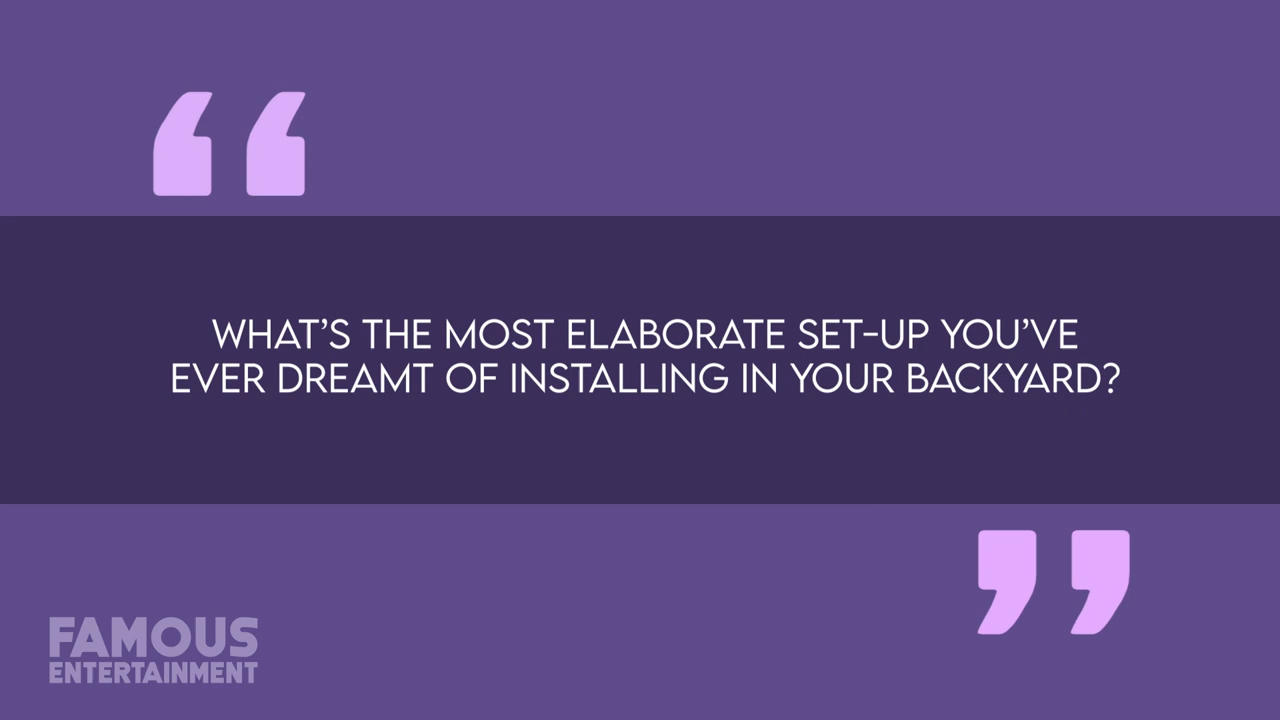 WHAT'S THE MOST ELABORATE SET-UP YOU'VE
EVER DREAMT OF INSTALLING IN YOUR BACKYARD?
FAMOUS
ENTERTAINMENT